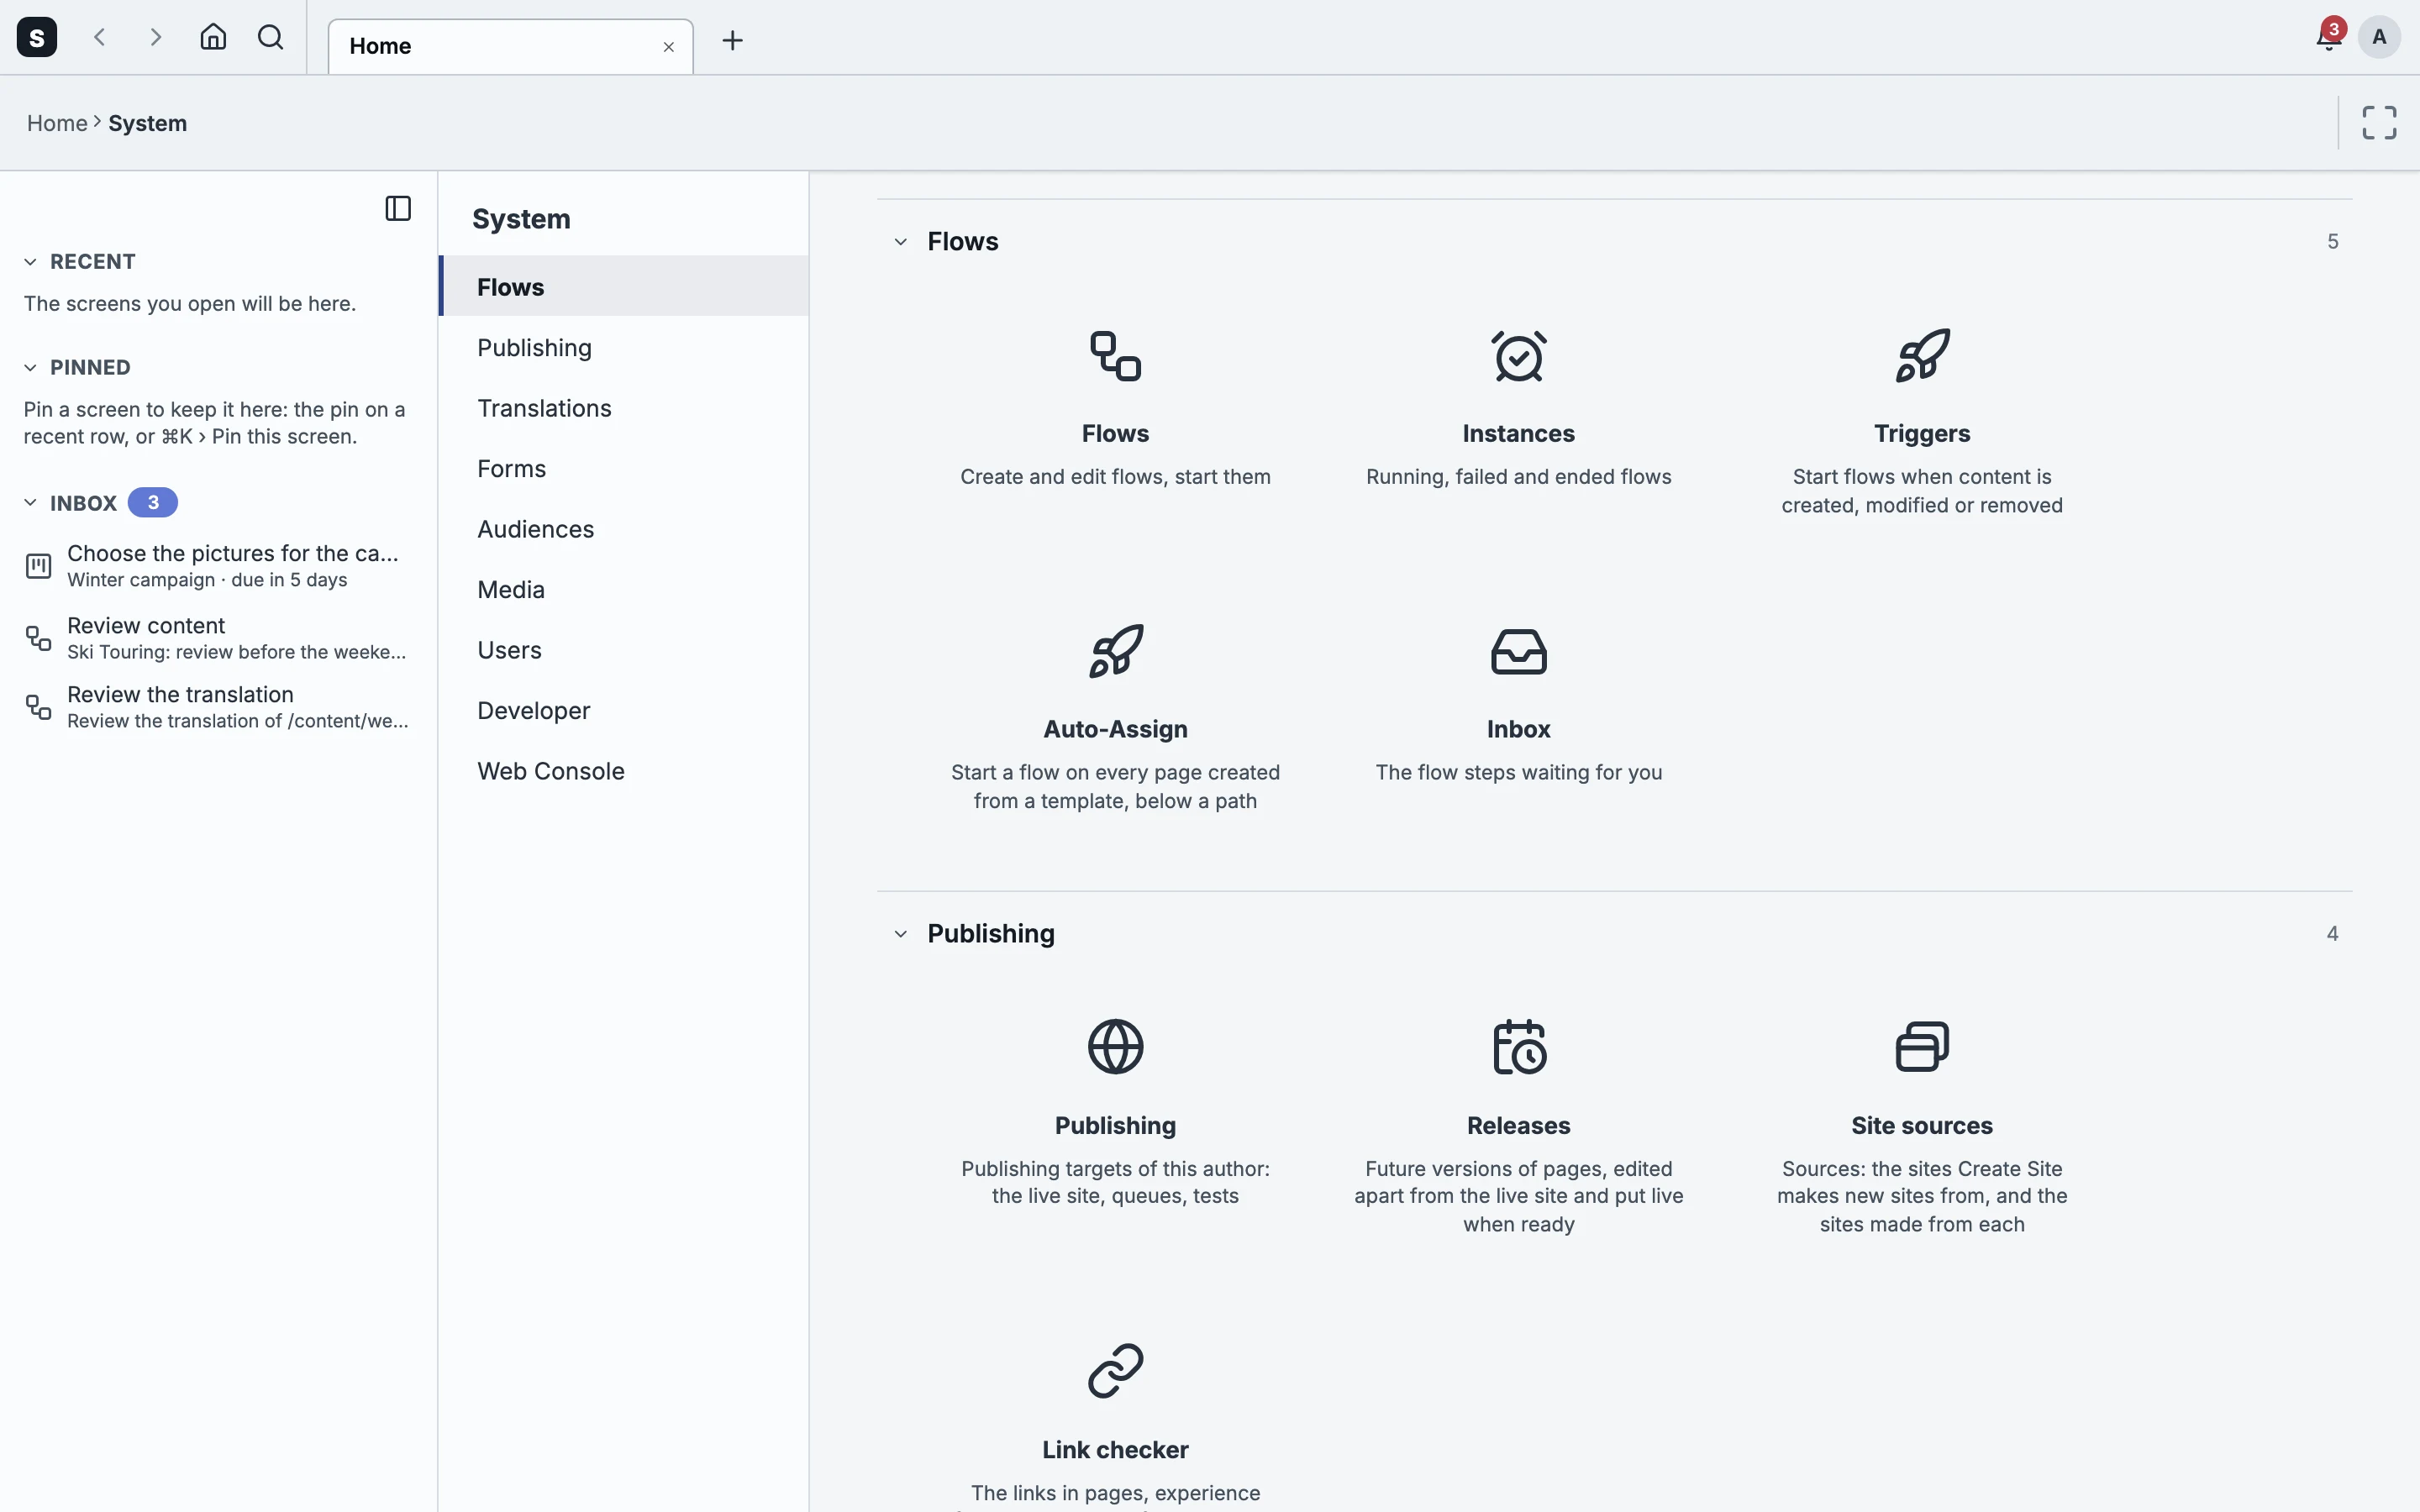 S
Home
3
A
Home > System
RECENT
The screens you open will be here.
PINNED
Pin a screen to keep it here: the pin on a
recent row, or ⌘K › Pin this screen.
INBOX 3
Choose the pictures for the ca...
Winter campaign · due in 5 days
Review content
Ski Touring: review before the weeke...
Review the translation
Review the translation of /content/we...
System
Flows
Publishing
Translations
Forms
Audiences
Media
Users
Developer
Web Console
Flows 5
Flows
Create and edit flows, start them
Instances
Running, failed and ended flows
Triggers
Start flows when content is
created, modified or removed
Auto-Assign
Start a flow on every page created
from a template, below a path
Inbox
The flow steps waiting for you
Publishing 4
Publishing
Publishing targets of this author:
the live site, queues, tests
Releases
Future versions of pages, edited
apart from the live site and put live
when ready
Site sources
Sources: the sites Create Site
makes new sites from, and the
sites made from each
Link checker
The links in pages, experience